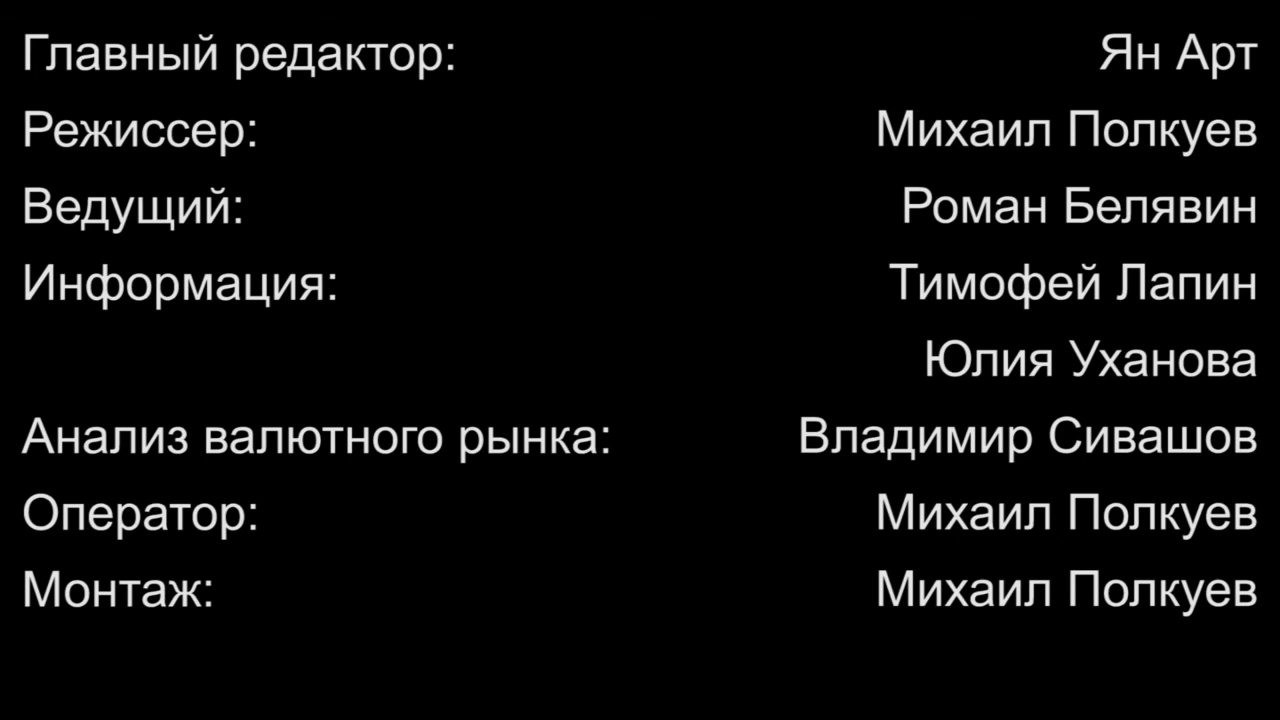 Главный редактор: Ян Арт
Режиссер: Михаил Полкуев
Ведущий: Роман Белявин
Информация: Тимофей Лапин
Юлия Уханова
Анализ валютного рынка: Владимир Сивашов
Оператор: Михаил Полкуев
Монтаж: Михаил Полкуев